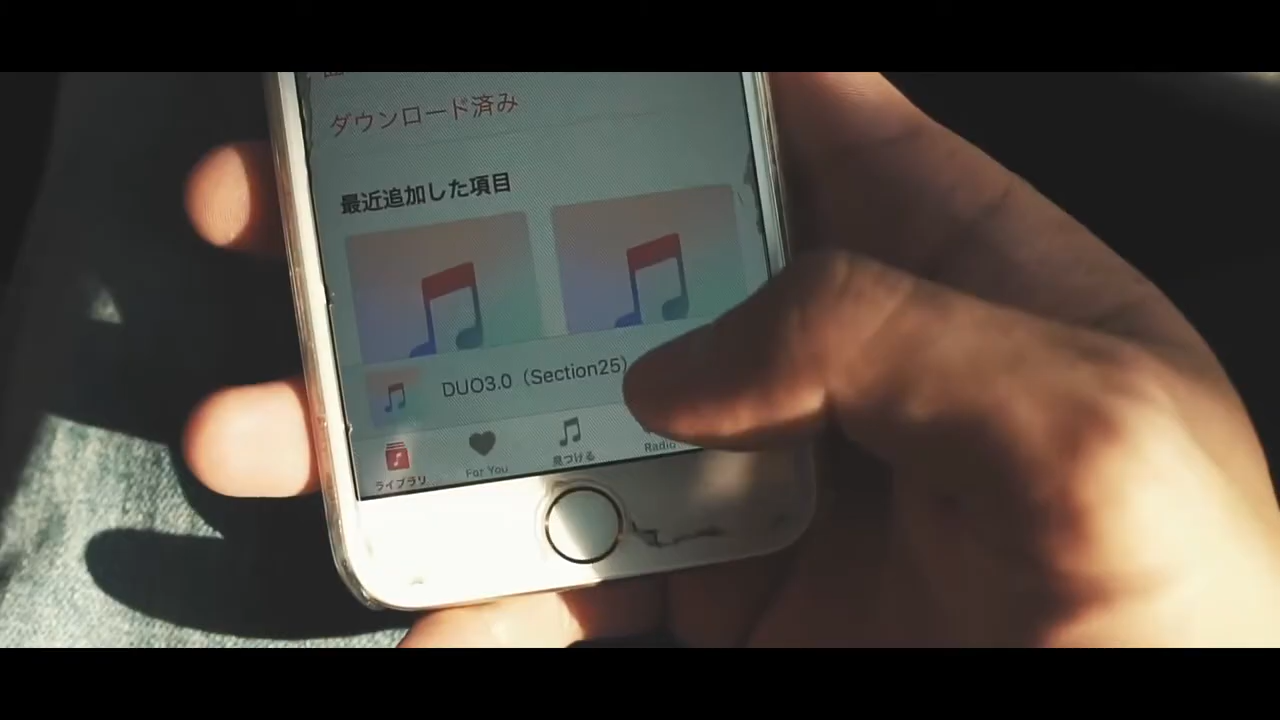 ダウンロード済み
最近追加した項目
DUO3.0（Section25）
ライブラリ
For You
見つける
Radio